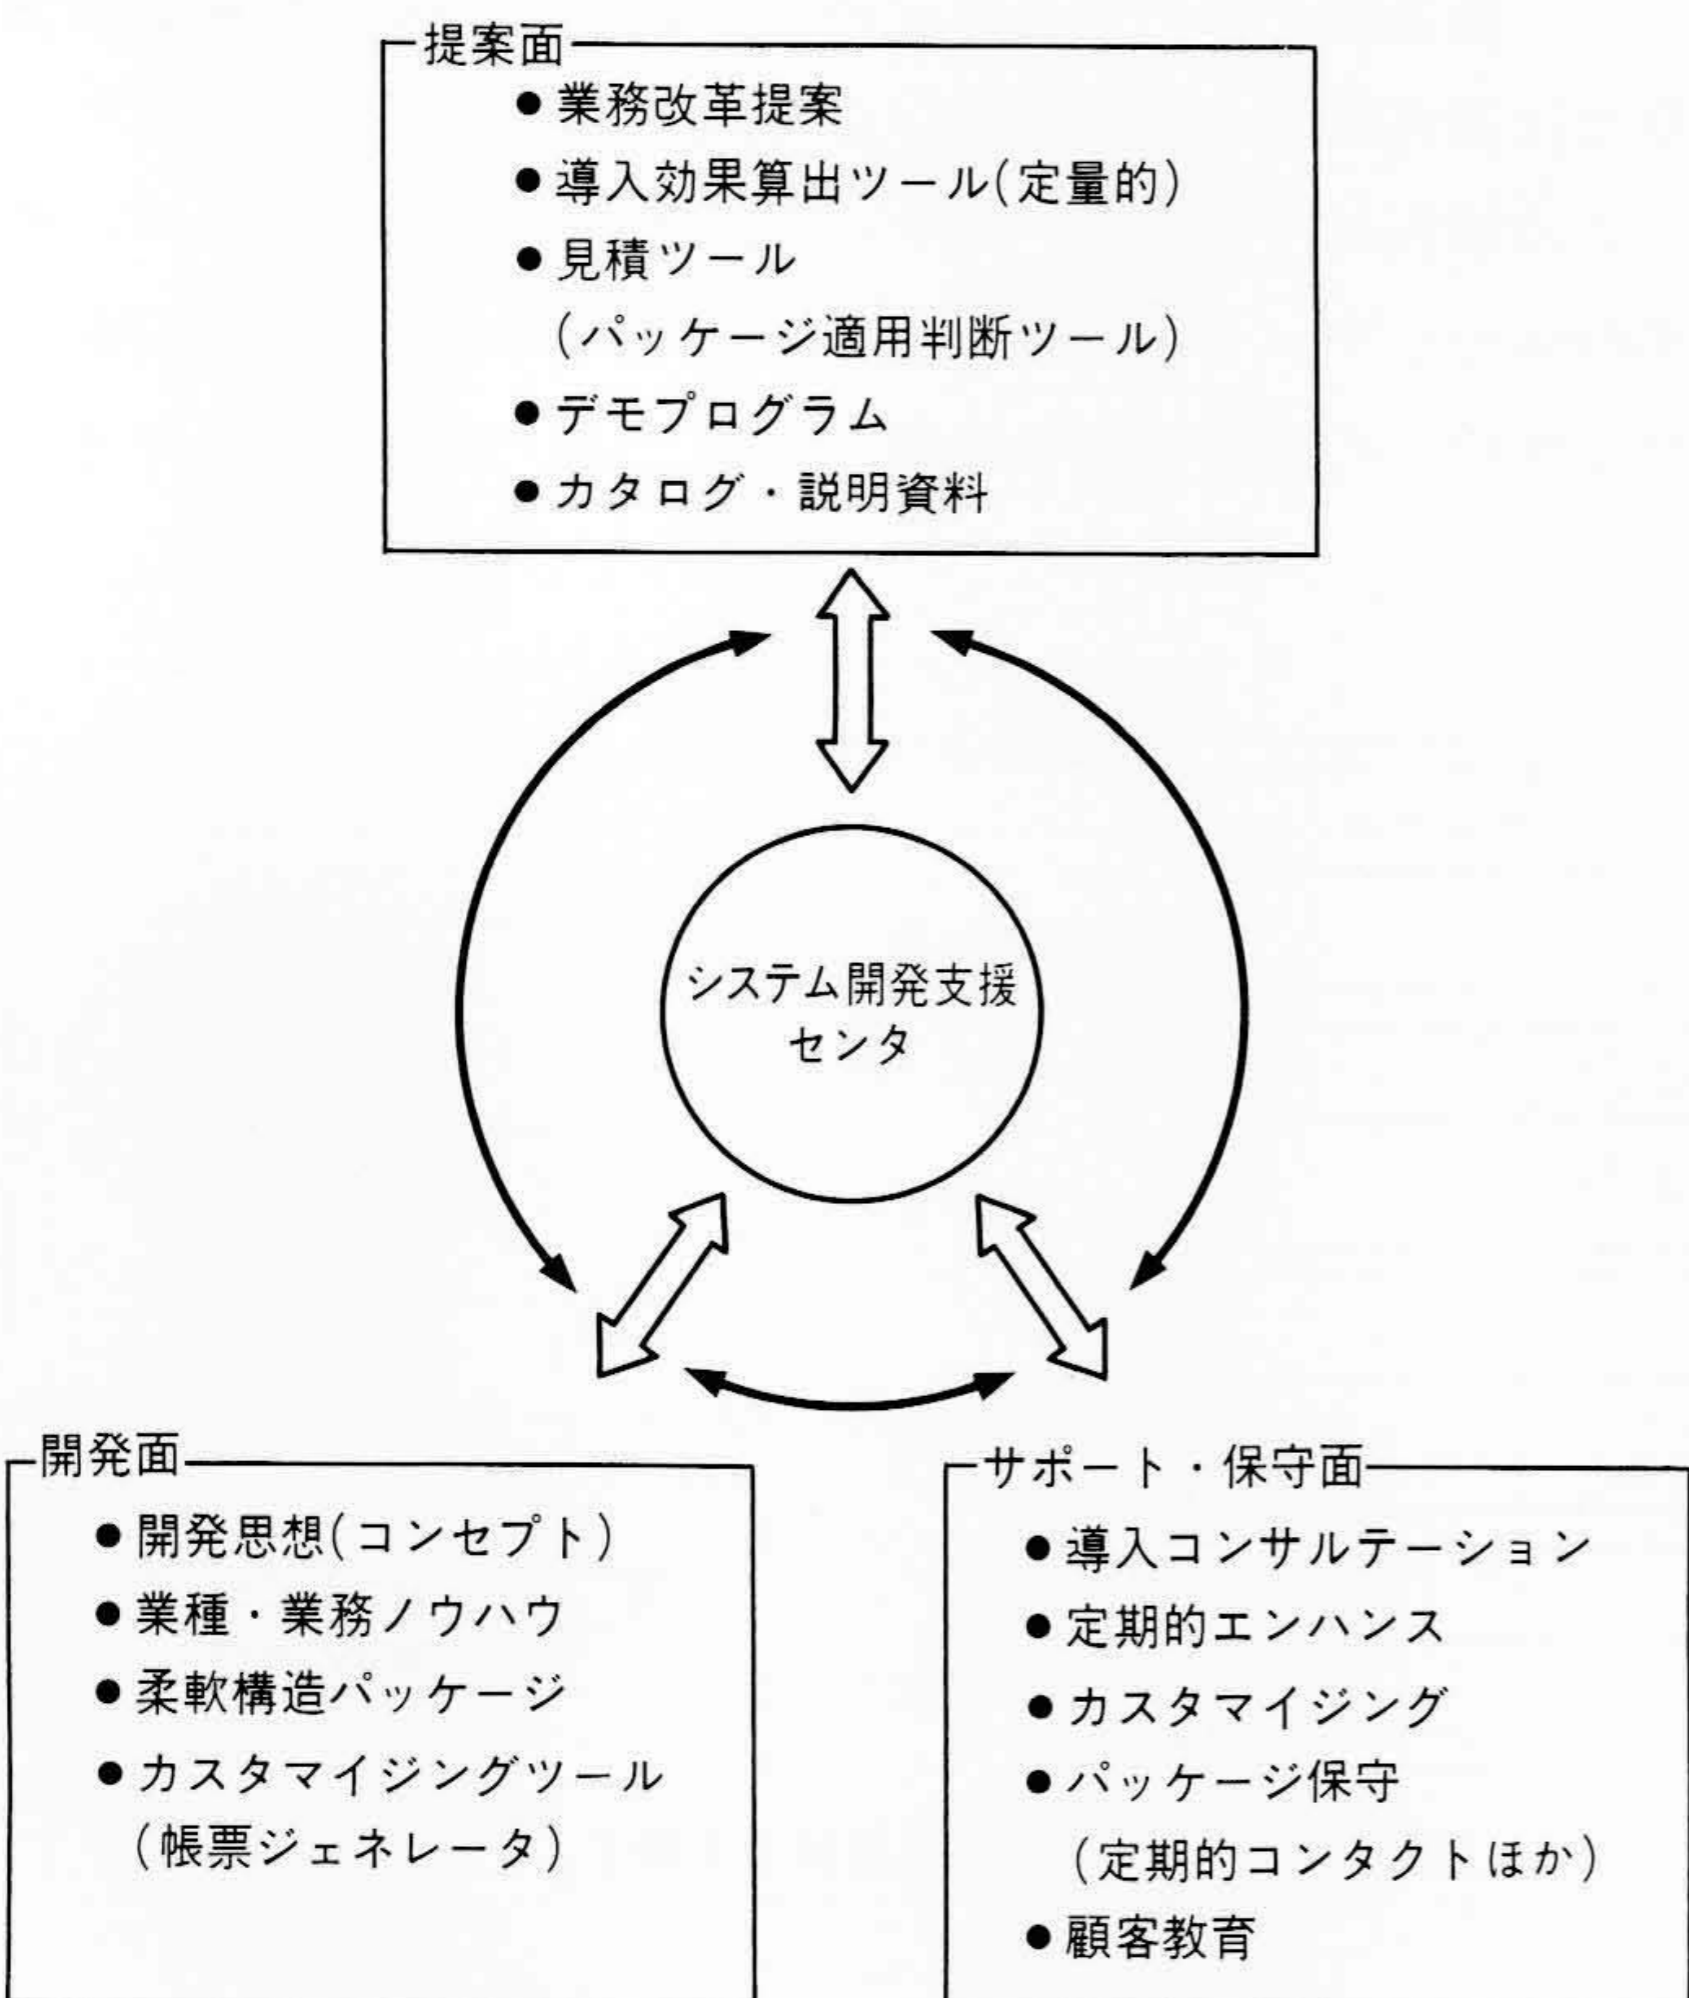 提案面
●業務改革提案
●導入効果算出ツール(定量的)
●見積ツール
(パッケージ適用判断ツール)
●デモプログラム
●カタログ・説明資料
システム開発支援
センタ
開発面
●開発思想(コンセプト)
●業種・業務ノウハウ
●柔軟構造パッケージ
●カスタマイジングツール
(帳票ジェネレータ)
サポート・保守面
●導入コンサルテーション
●定期的エンハンス
●カスタマイジング
●パッケージ保守
(定期的コンタクトほか)
●顧客教育